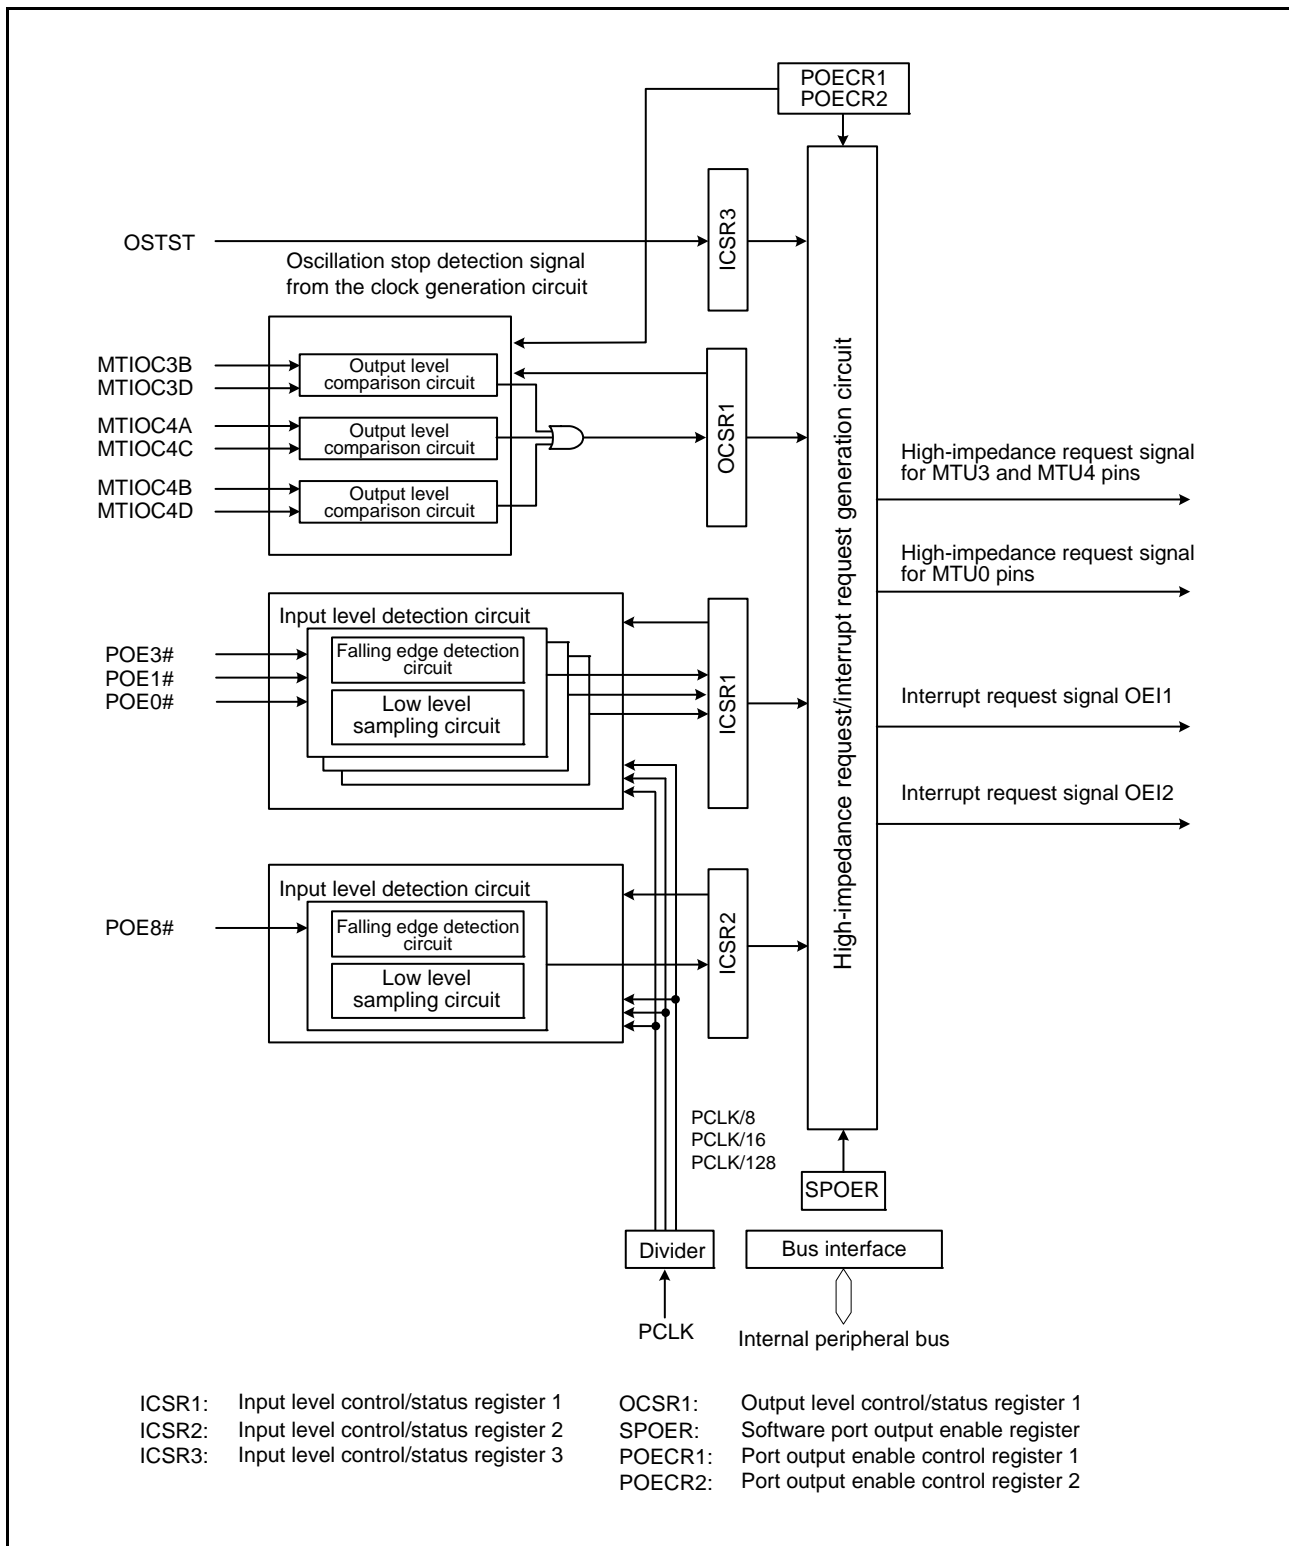 POECR1
POECR2
OSTST
ICSR3
Oscillation stop detection signal
from the clock generation circuit
MTIOC3B
MTIOC3D
Output level
comparison circuit
MTIOC4A
MTIOC4C
Output level
comparison circuit
MTIOC4B
MTIOC4D
Output level
comparison circuit
OCSR1
High-impedance request/interrupt request generation circuit
High-impedance request signal
for MTU3 and MTU4 pins
High-impedance request signal
for MTU0 pins
Input level detection circuit
POE3#
POE1#
POE0#
Falling edge detection
circuit
Low level
sampling circuit
ICSR1
Interrupt request signal OEI1
Interrupt request signal OEI2
Input level detection circuit
POE8#
Falling edge detection
circuit
Low level
sampling circuit
ICSR2
PCLK/8
PCLK/16
PCLK/128
SPOER
Divider
Bus interface
PCLK
Internal peripheral bus
ICSR1: Input level control/status register 1
ICSR2: Input level control/status register 2
ICSR3: Input level control/status register 3
OCSR1: Output level control/status register 1
SPOER: Software port output enable register
POECR1: Port output enable control register 1
POECR2: Port output enable control register 2